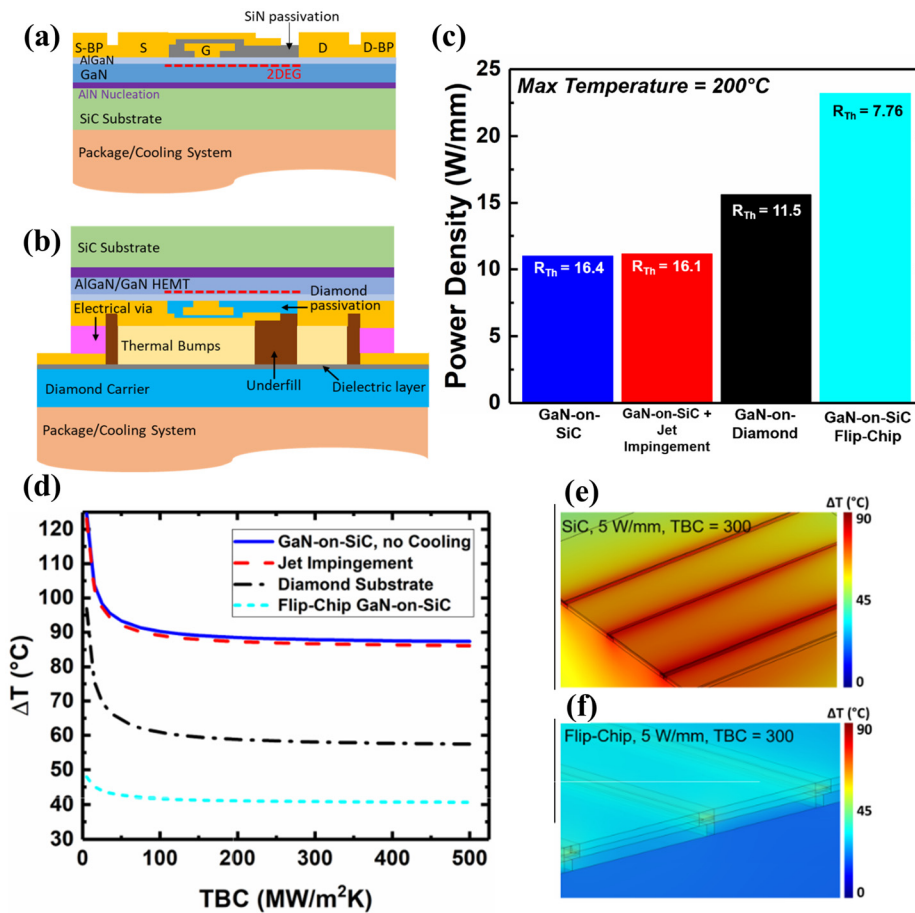 (a)
SiN passivation
S-BP S G D D-BP
AlGaN
GaN 2DEG
AlN Nucleation
SiC Substrate
Package/Cooling System
(b)
SiC Substrate
AlGaN/GaN HEMT
Diamond
passivation
Electrical via
Thermal Bumps
Underfill
Dielectric layer
Diamond Carrier
Package/Cooling System
(c)
Max Temperature = 200°C
Power Density (W/mm)
25
20
15
10
5
0
RTh = 16.4
RTh = 16.1
RTh = 11.5
RTh = 7.76
GaN-on-
SiC
GaN-on-SiC +
Jet
Impingement
GaN-on-
Diamond
GaN-on-SiC
Flip-Chip
(d)
ΔT (°C)
120
110
100
90
80
70
60
50
40
30
GaN-on-SiC, no Cooling
Jet Impingement
Diamond Substrate
Flip-Chip GaN-on-SiC
0 100 200 300 400 500
TBC (MW/m²K)
(e)
ΔT (°C)
SiC, 5 W/mm, TBC = 300
90
45
0
(f)
ΔT (°C)
Flip-Chip, 5 W/mm, TBC = 300
90
45
0